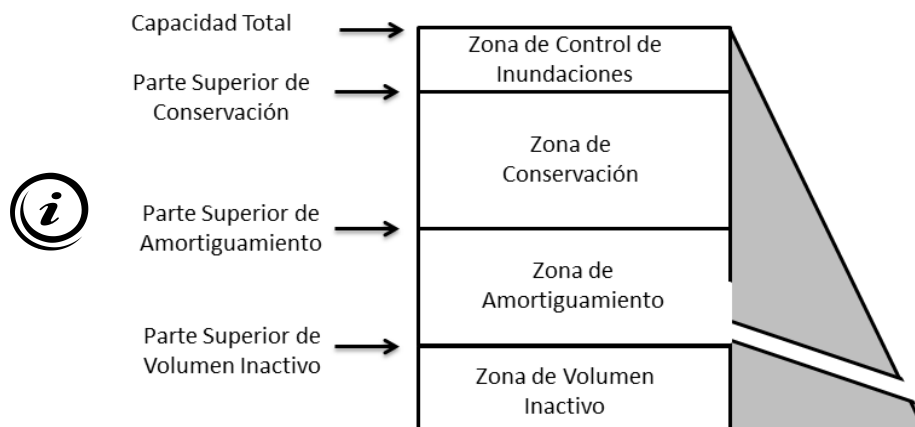 Capacidad Total
Zona de Control de
Inundaciones
Parte Superior de
Conservación
Zona de
Conservación
i
Parte Superior de
Amortiguamiento
Zona de
Amortiguamiento
Parte Superior de
Volumen Inactivo
Zona de Volumen
Inactivo